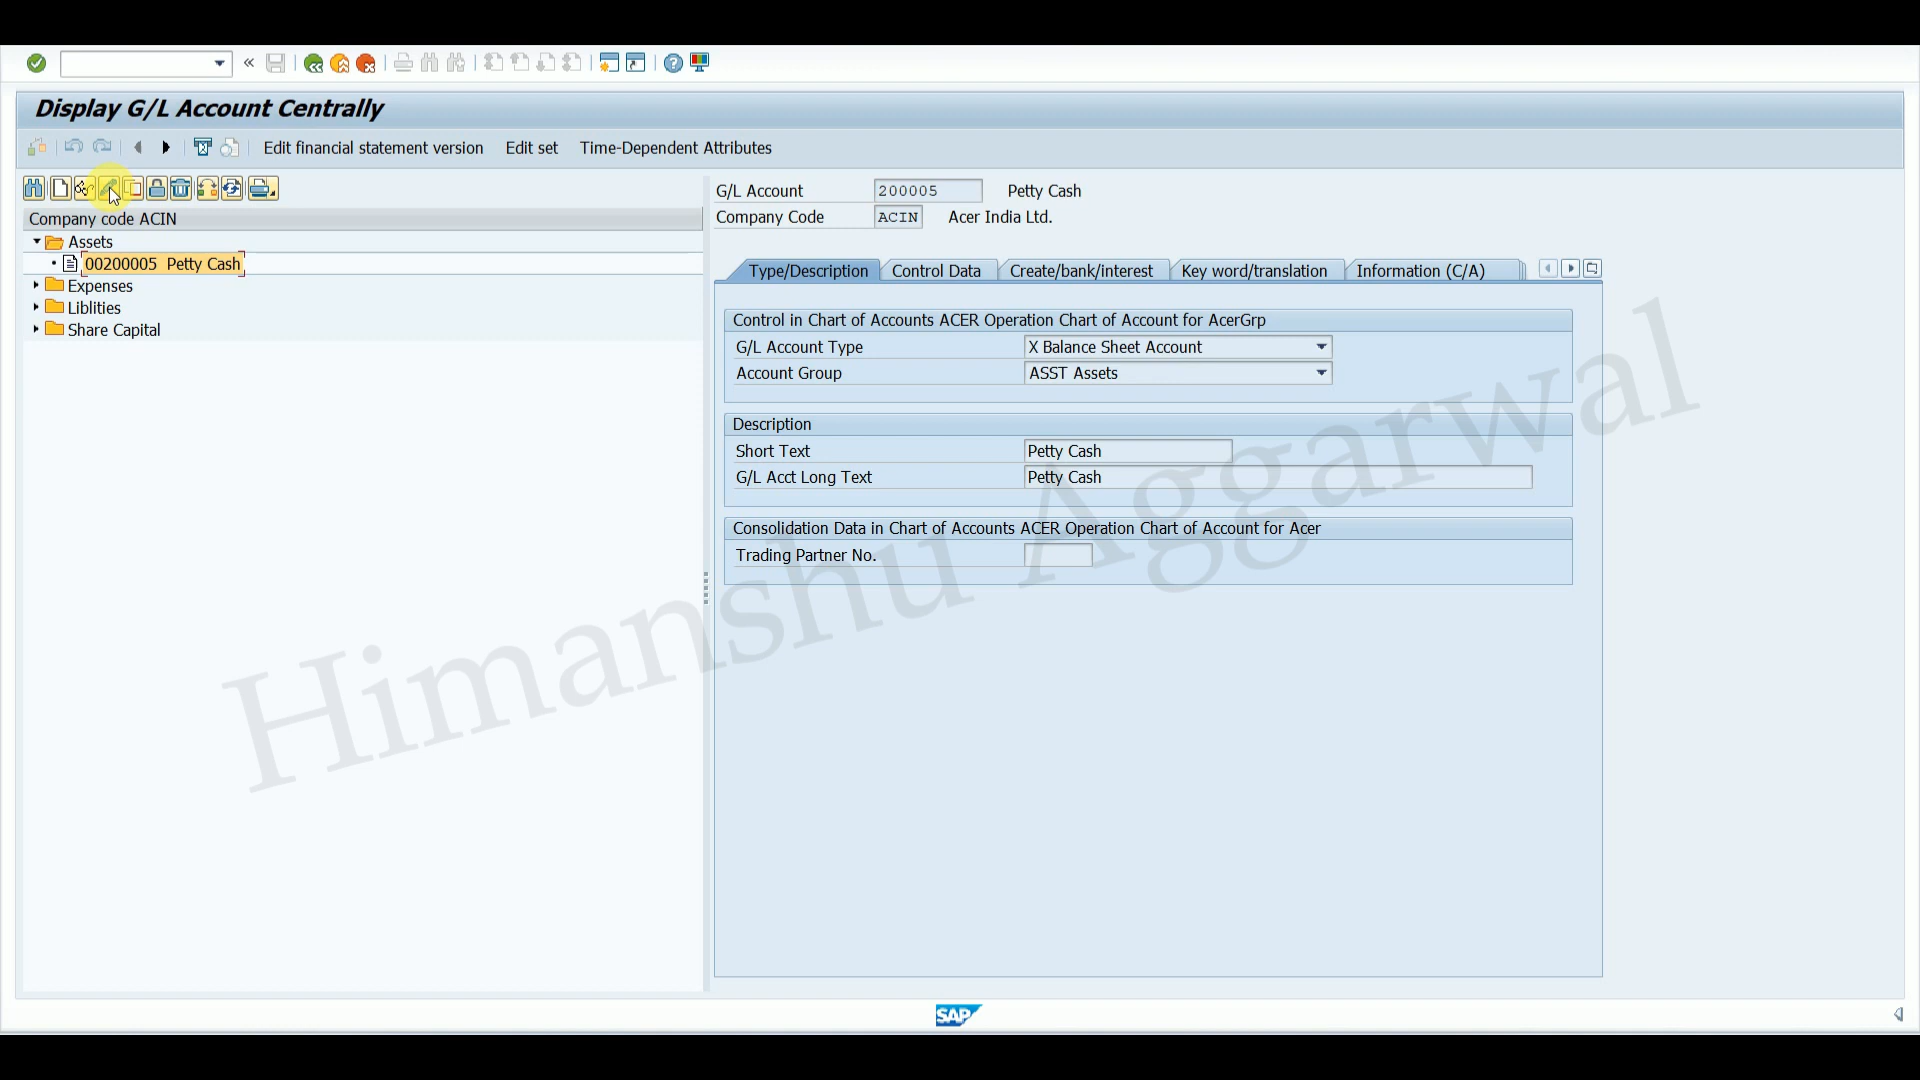 Display G/L Account Centrally
Edit financial statement version Edit set Time-Dependent Attributes
Company code ACIN
Assets
00200005 Petty Cash
Expenses
Liblities
Share Capital
G/L Account 200005 Petty Cash
Company Code ACIN Acer India Ltd.
Type/Description Control Data Create/bank/interest Key word/translation Information (C/A)
Control in Chart of Accounts ACER Operation Chart of Account for AcerGrp
G/L Account Type X Balance Sheet Account
Account Group ASST Assets
Description
Short Text Petty Cash
G/L Acct Long Text Petty Cash
Consolidation Data in Chart of Accounts ACER Operation Chart of Account for Acer
Trading Partner No.
Himanshu Aggarwal
SAP